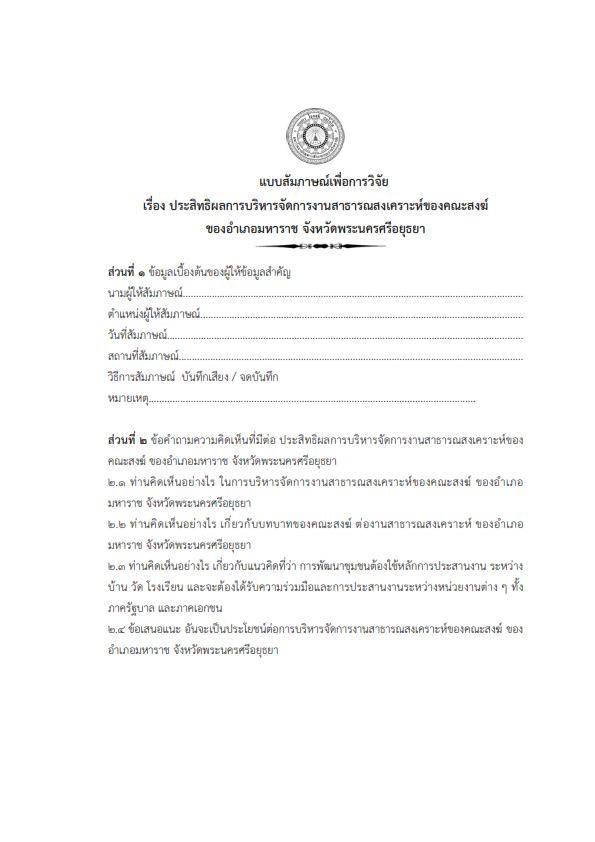 แบบสัมภาษณ์เพื่อการวิจัย
เรื่อง ประสิทธิผลการบริหารจัดการงานสาธารณสงเคราะห์ของคณะสงฆ์
ของอำเภอมหาราช จังหวัดพระนครศรีอยุธยา
ส่วนที่ ๑ ข้อมูลเบื้องต้นของผู้ให้ข้อมูลสำคัญ
นามผู้ให้สัมภาษณ์..........................................................................................................................
ตำแหน่งผู้ให้สัมภาษณ์....................................................................................................................
วันที่สัมภาษณ์................................................................................................................................
สถานที่สัมภาษณ์...........................................................................................................................
วิธีการสัมภาษณ์ บันทึกเสียง / จดบันทึก
หมายเหตุ.....................................................................................................................
ส่วนที่ ๒ ข้อคำถามความคิดเห็นที่มีต่อ ประสิทธิผลการบริหารจัดการงานสาธารณสงเคราะห์ของ
คณะสงฆ์ ของอำเภอมหาราช จังหวัดพระนครศรีอยุธยา
๒.๑ ท่านคิดเห็นอย่างไร ในการบริหารจัดการงานสาธารณสงเคราะห์ของคณะสงฆ์ ของอำเภอ
มหาราช จังหวัดพระนครศรีอยุธยา
๒.๒ ท่านคิดเห็นอย่างไร เกี่ยวกับบทบาทของคณะสงฆ์ ต่องานสาธารณสงเคราะห์ ของอำเภอ
มหาราช จังหวัดพระนครศรีอยุธยา
๒.๓ ท่านคิดเห็นอย่างไร เกี่ยวกับแนวคิดที่ว่า การพัฒนาชุมชนต้องใช้หลักการประสานงาน ระหว่าง
บ้าน วัด โรงเรียน และจะต้องได้รับความร่วมมือและการประสานงานระหว่างหน่วยงานต่าง ๆ ทั้ง
ภาครัฐบาล และภาคเอกชน
๒.๔ ข้อเสนอแนะ อันจะเป็นประโยชน์ต่อการบริหารจัดการงานสาธารณสงเคราะห์ของคณะสงฆ์ ของ
อำเภอมหาราช จังหวัดพระนครศรีอยุธยา